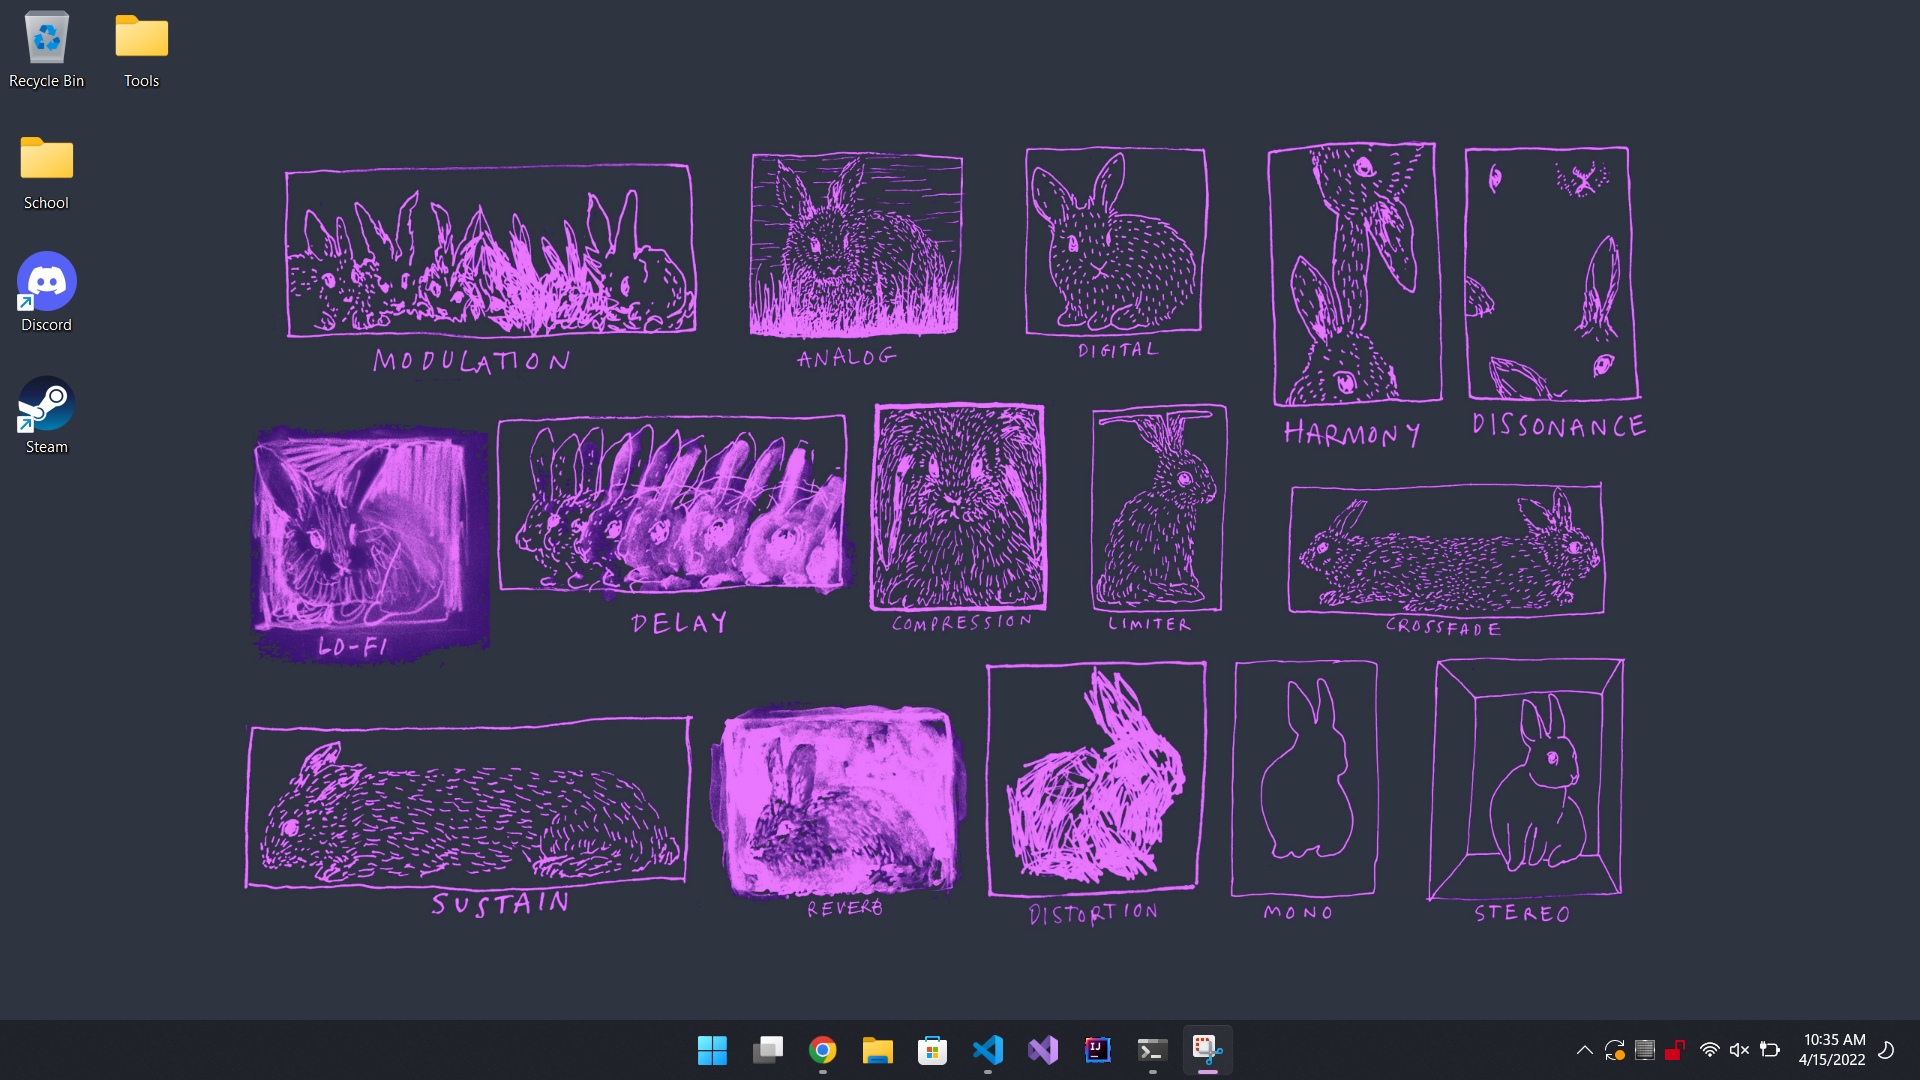 Recycle Bin
Tools
School
Discord
Steam
MODULATION
ANALOG
DIGITAL
HARMONY
DISSONANCE
LO-FI
DELAY
COMPRESSION
LIMITER
CROSSFADE
SUSTAIN
REVERB
DISTORTION
MONO
STEREO
IJ
10:35 AM
4/15/2022